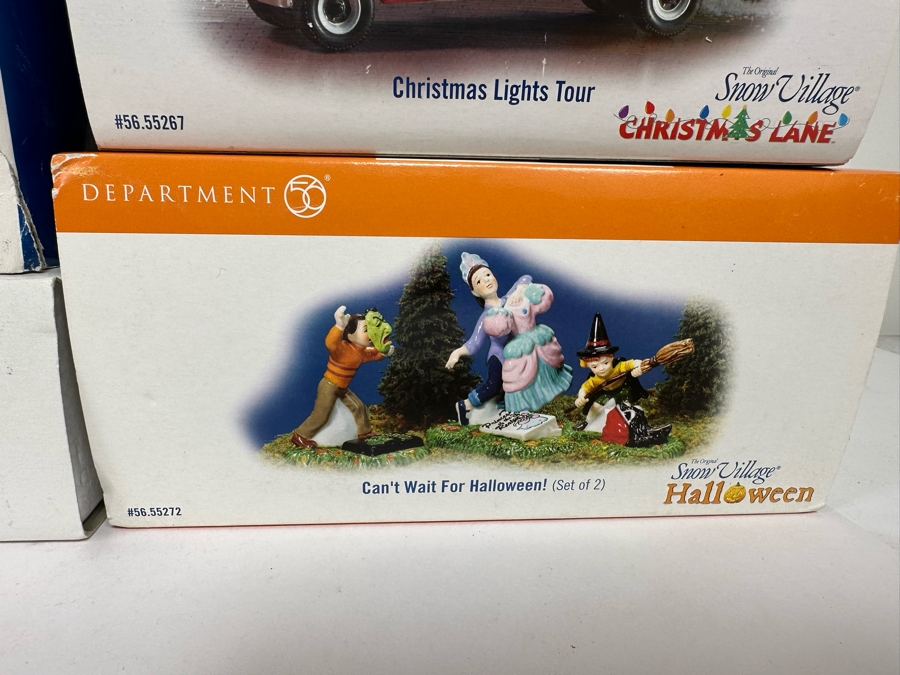 Christmas Lights Tour
#56.55267
The Original
Snow Village®
CHRISTMAS LANE
DEPARTMENT 56®
Can't Wait For Halloween! (Set of 2)
#56.55272
The Original
Snow Village®
Halloween